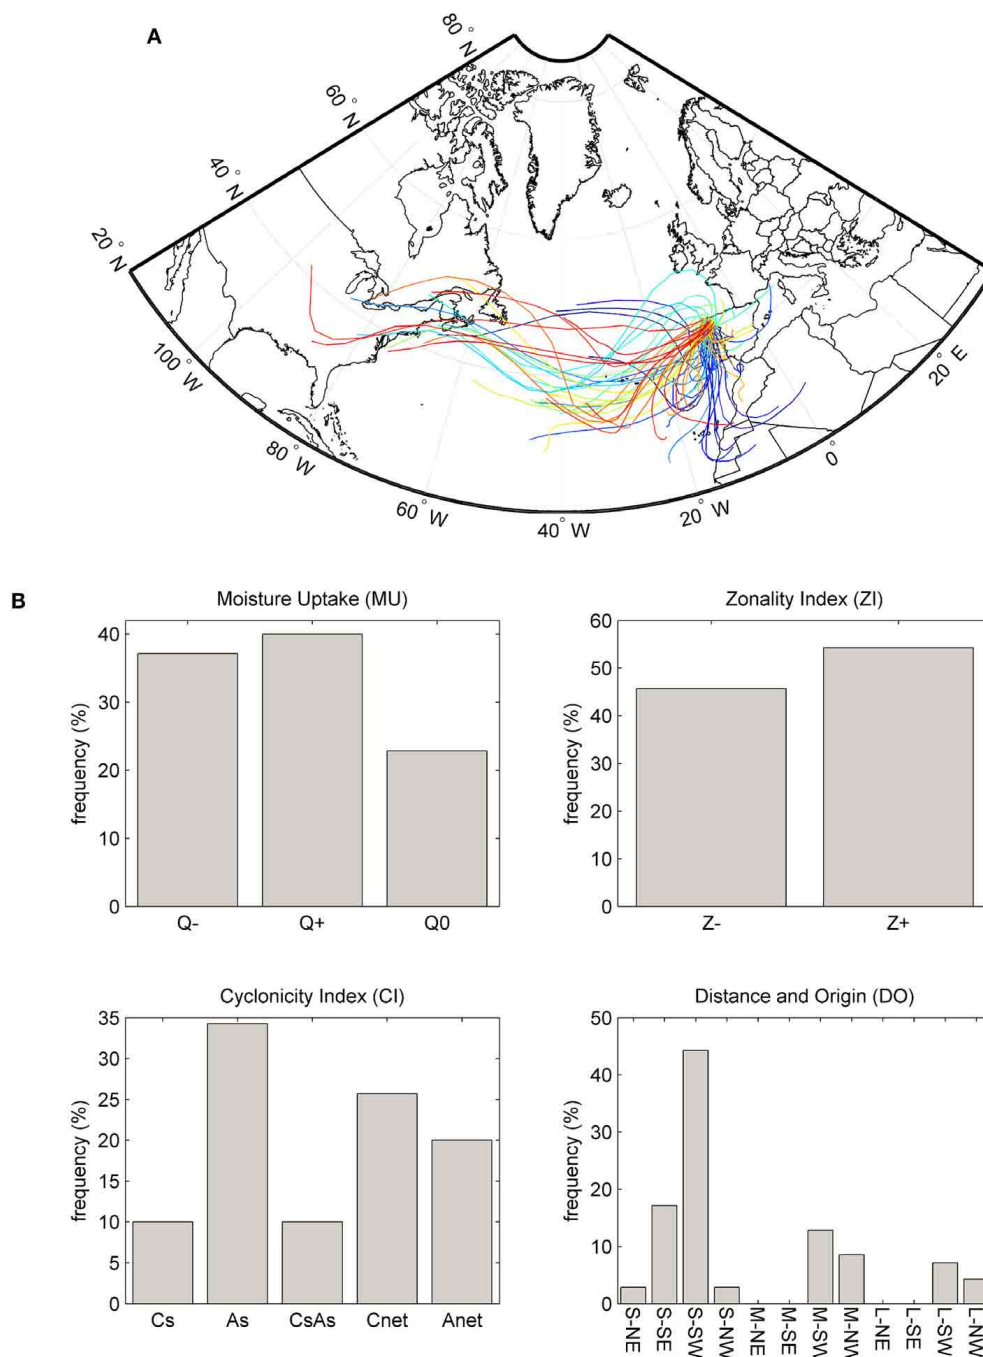 A
80° N
60° N
40° N
20° N
100° W
80° W
60° W
40° W
20° W
0
20° E
B
Moisture Uptake (MU)
frequency (%)
40
30
20
10
0
Q- Q+ Q0
Zonality Index (ZI)
frequency (%)
60
50
40
30
20
10
0
Z- Z+
Cyclonicity Index (CI)
frequency (%)
35
30
25
20
15
10
5
0
Cs As CsAs Cnet Anet
Distance and Origin (DO)
frequency (%)
50
40
30
20
10
0
S-NE
S-SE
S-SW
S-NW
M-NE
M-SE
M-SW
M-NW
L-NE
L-SE
L-SW
L-NW